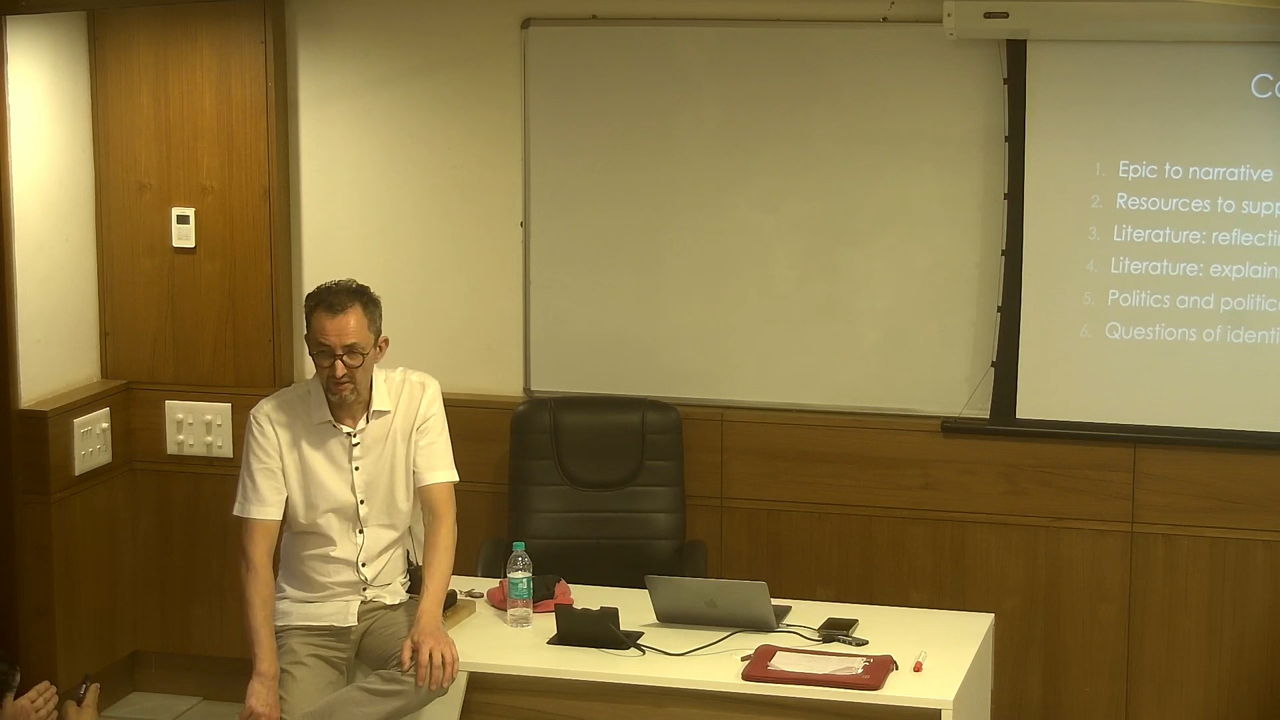 Co
1. Epic to narrative
2. Resources to supp
3. Literature: reflecti
4. Literature: explain
5. Politics and politic
6. Questions of identi